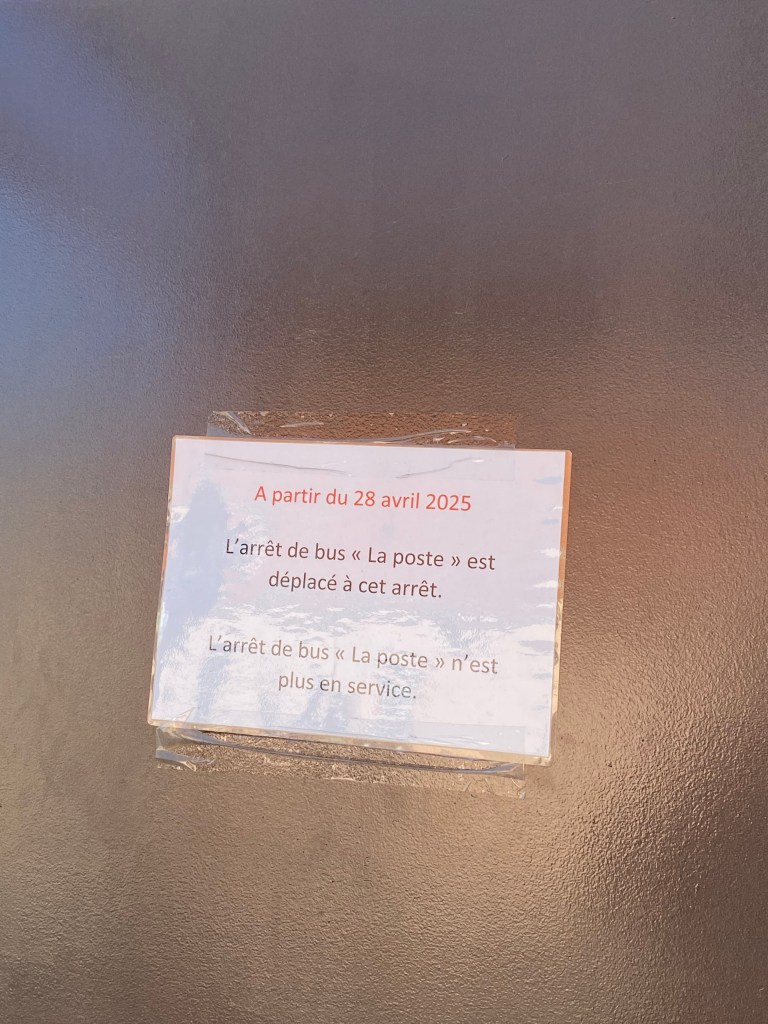 A partir du 28 avril 2025
L’arrêt de bus « La poste » est
déplacé à cet arrêt.
L’arrêt de bus « La poste » n’est
plus en service.